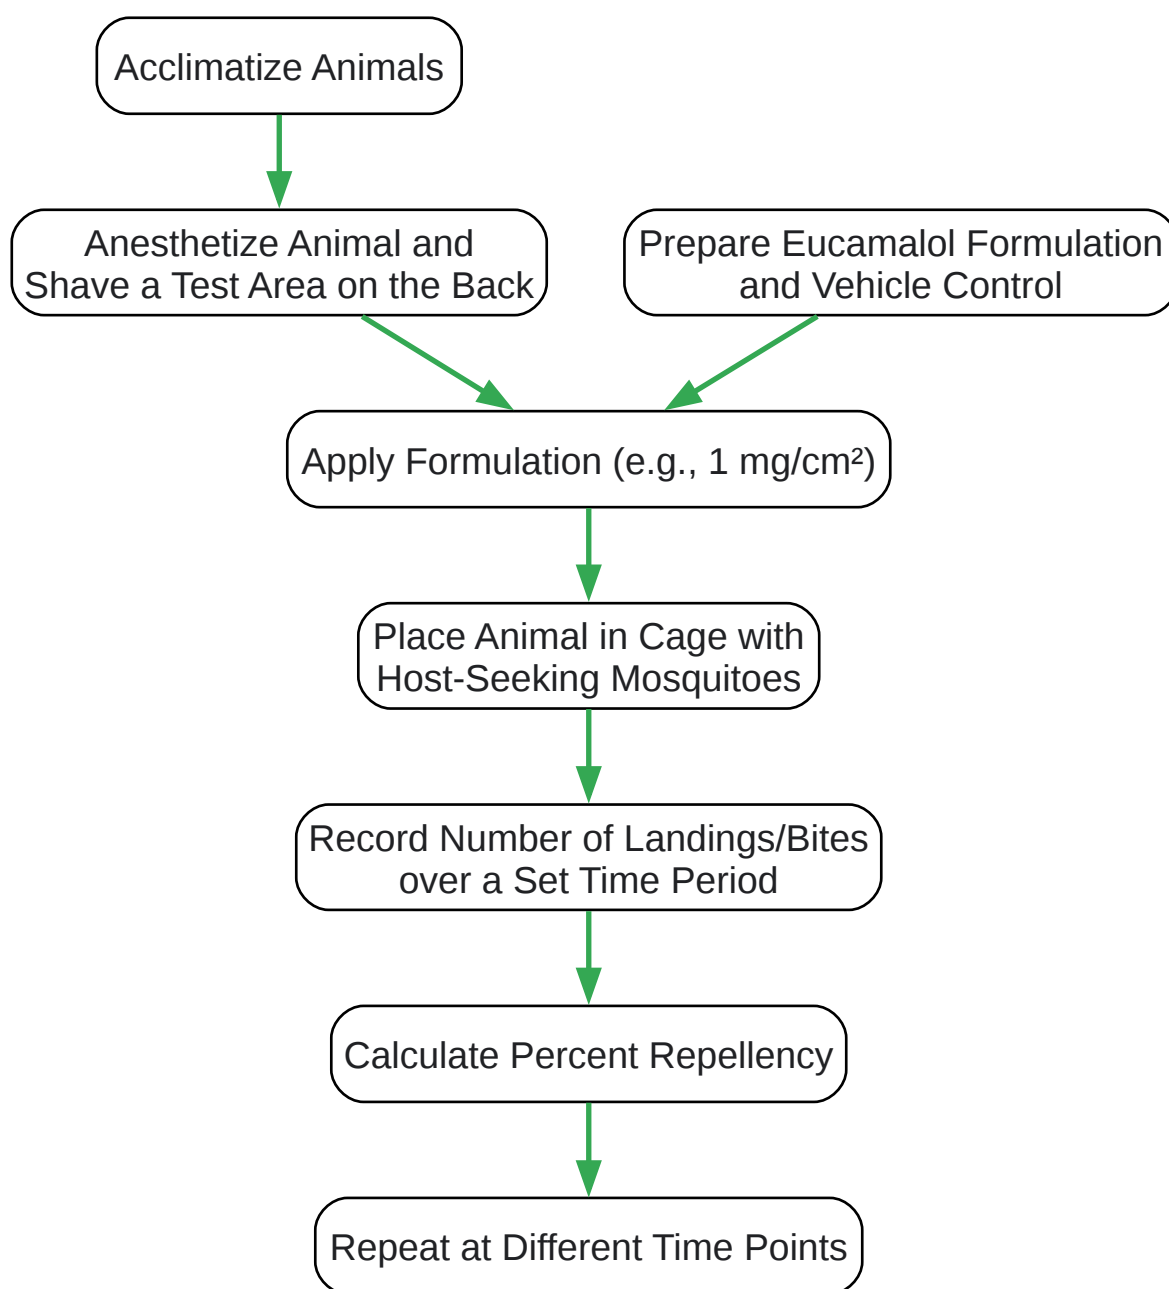 Acclimatize Animals
Anesthetize Animal and
Shave a Test Area on the Back
Prepare Eucamalol Formulation
and Vehicle Control
Apply Formulation (e.g., 1 mg/cm²)
Place Animal in Cage with
Host-Seeking Mosquitoes
Record Number of Landings/Bites
over a Set Time Period
Calculate Percent Repellency
Repeat at Different Time Points